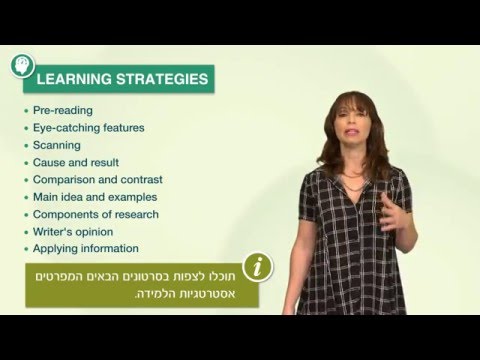 LEARNING STRATEGIES
Pre-reading
Eye-catching features
Scanning
Cause and result
Comparison and contrast
Main idea and examples
Components of research
Writer's opinion
Applying information
תוכלו לצפות בסרטונים הבאים המפרטים
אסטרטגיות הלמידה.
i